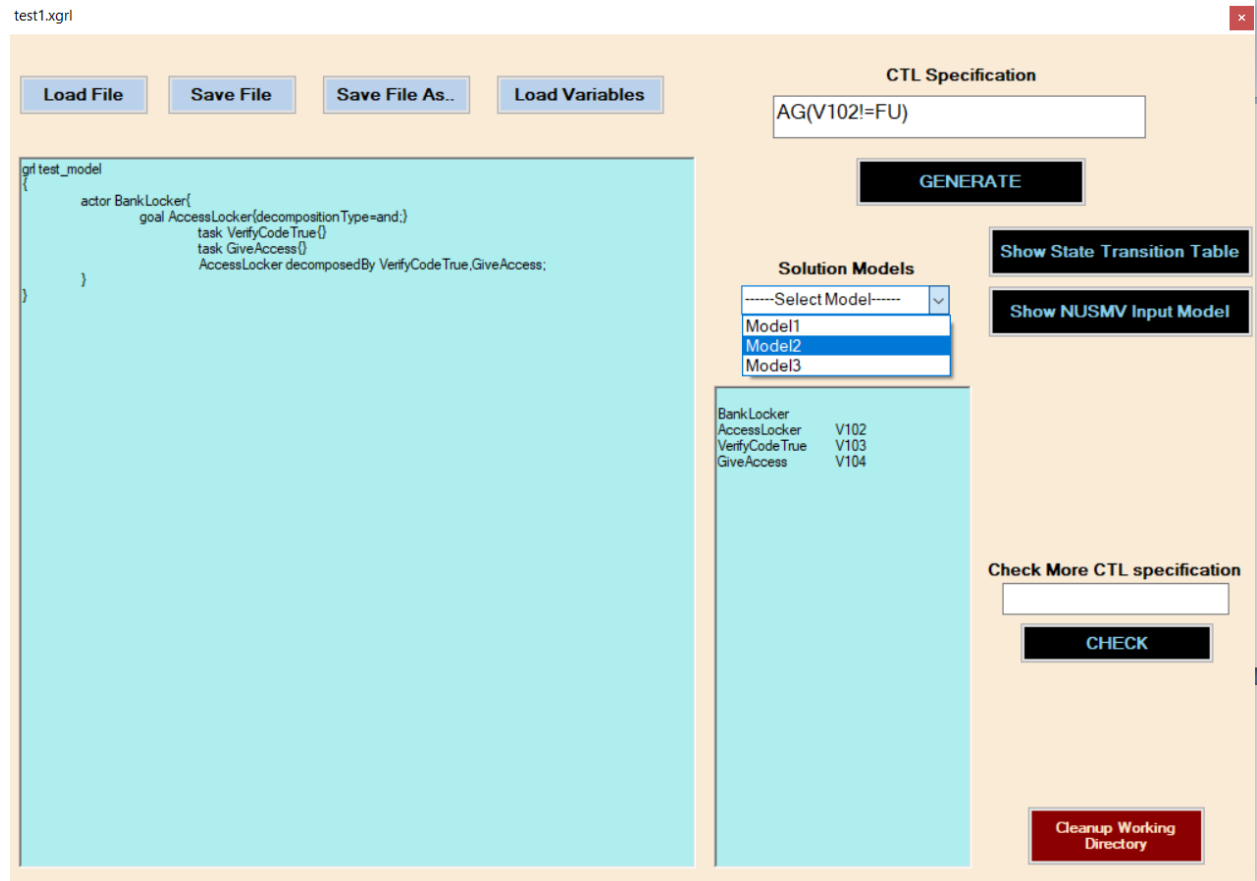 test1.xgrl
×
Load File
Save File
Save File As..
Load Variables
CTL Specification
AG(V102!=FU)
GENERATE
grl test_model
{
actor BankLocker{
goal AccessLocker{decompositionType=and;}
task VerifyCodeTrue{}
task GiveAccess{}
AccessLocker decomposedBy VerifyCodeTrue,GiveAccess;
}
}
Show State Transition Table
Solution Models
------Select Model------
Model1
Model2
Model3
Show NUSMV Input Model
BankLocker
AccessLocker V102
VerifyCodeTrue V103
GiveAccess V104
Check More CTL specification
CHECK
Cleanup Working
Directory